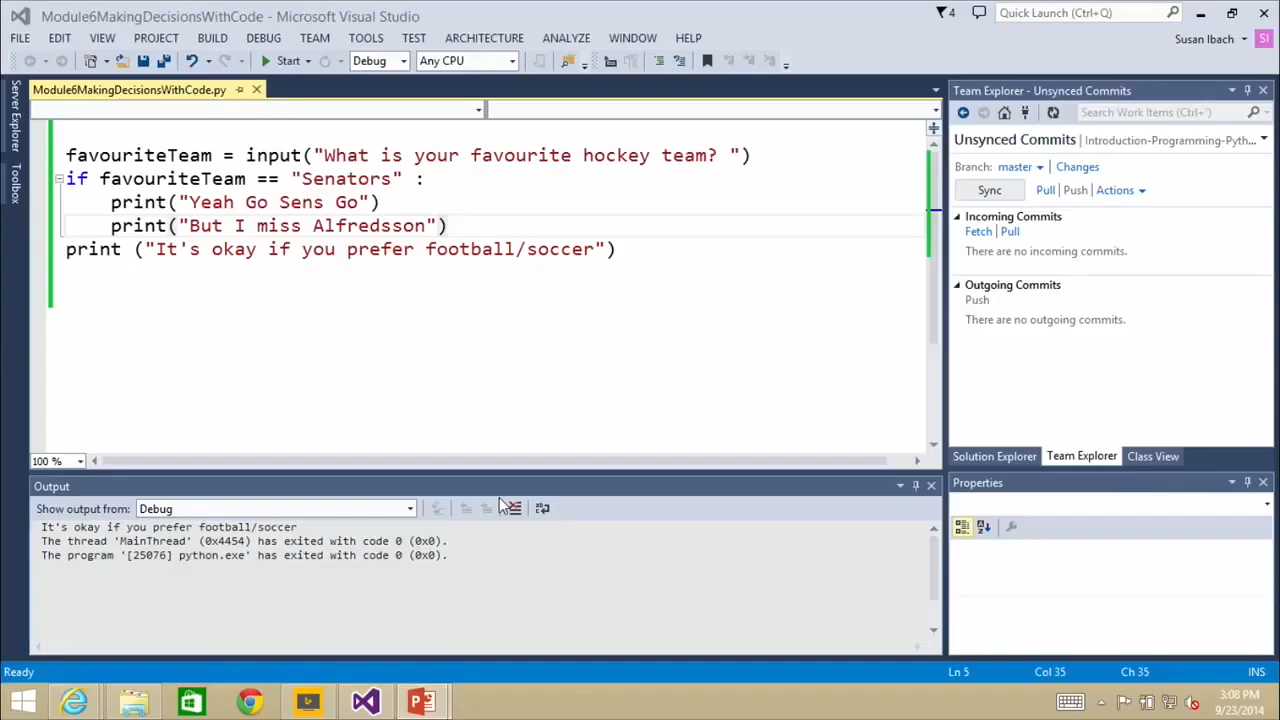 Module6MakingDecisionsWithCode - Microsoft Visual Studio
4
Quick Launch (Ctrl+Q)
FILE EDIT VIEW PROJECT BUILD DEBUG TEAM TOOLS TEST ARCHITECTURE ANALYZE WINDOW HELP
Susan Ibach
SI
Start
Debug
Any CPU
Server Explorer
Toolbox
Module6MakingDecisionsWithCode.py
favouriteTeam = input("What is your favourite hockey team? ")
if favouriteTeam == "Senators" :
print("Yeah Go Sens Go")
print("But I miss Alfredsson")
print ("It's okay if you prefer football/soccer")
100 %
Team Explorer - Unsynced Commits
Search Work Items (Ctrl+')
Unsynced Commits | Introduction-Programming-Pyth...
Branch: master | Changes
Sync
Pull | Push | Actions
Incoming Commits
Fetch | Pull
There are no incoming commits.
Outgoing Commits
Push
There are no outgoing commits.
Solution Explorer Team Explorer Class View
Output
Show output from: Debug
It's okay if you prefer football/soccer
The thread 'MainThread' (0x4454) has exited with code 0 (0x0).
The program '[25076] python.exe' has exited with code 0 (0x0).
Properties
Ready
Ln 5
Col 35
Ch 35
INS
3:08 PM
9/23/2014